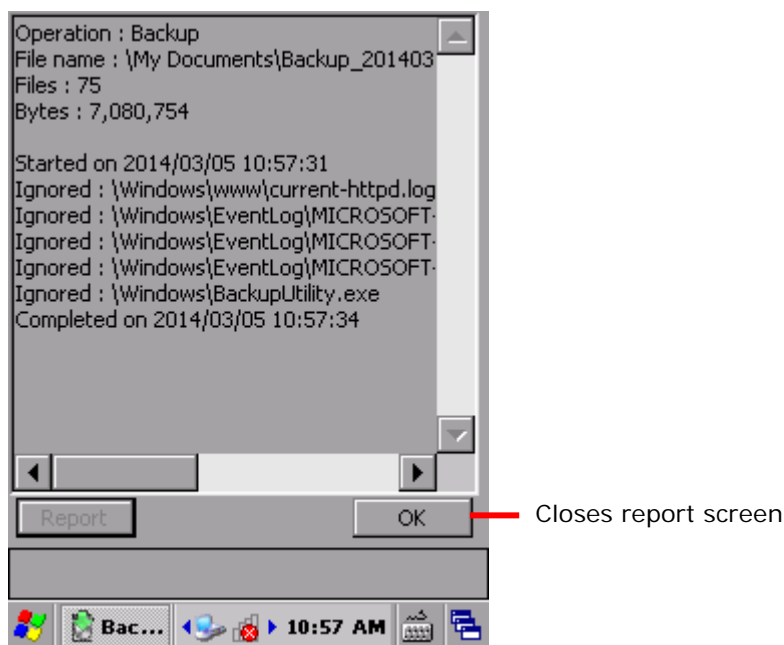 Operation : Backup
File name : \My Documents\Backup_201403
Files : 75
Bytes : 7,080,754
Started on 2014/03/05 10:57:31
Ignored : \Windows\www\current-httpd.log
Ignored : \Windows\EventLog\MICROSOFT-
Ignored : \Windows\EventLog\MICROSOFT-
Ignored : \Windows\EventLog\MICROSOFT-
Ignored : \Windows\BackupUtility.exe
Completed on 2014/03/05 10:57:34
Report
OK
Closes report screen
Bac...
10:57 AM